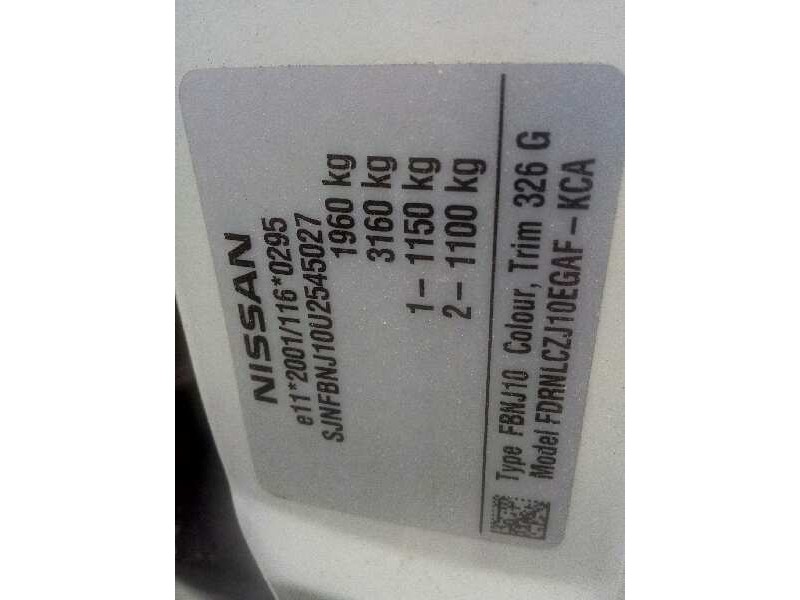 NISSAN
e11*2001/116*0295
SJNFBNJ10U2545027
1960 kg
3160 kg
1– 1150 kg
2– 1100 kg
Type FBNJ10 Colour, Trim 326 G
Model FDRNLCZJ10EGAF–KCA